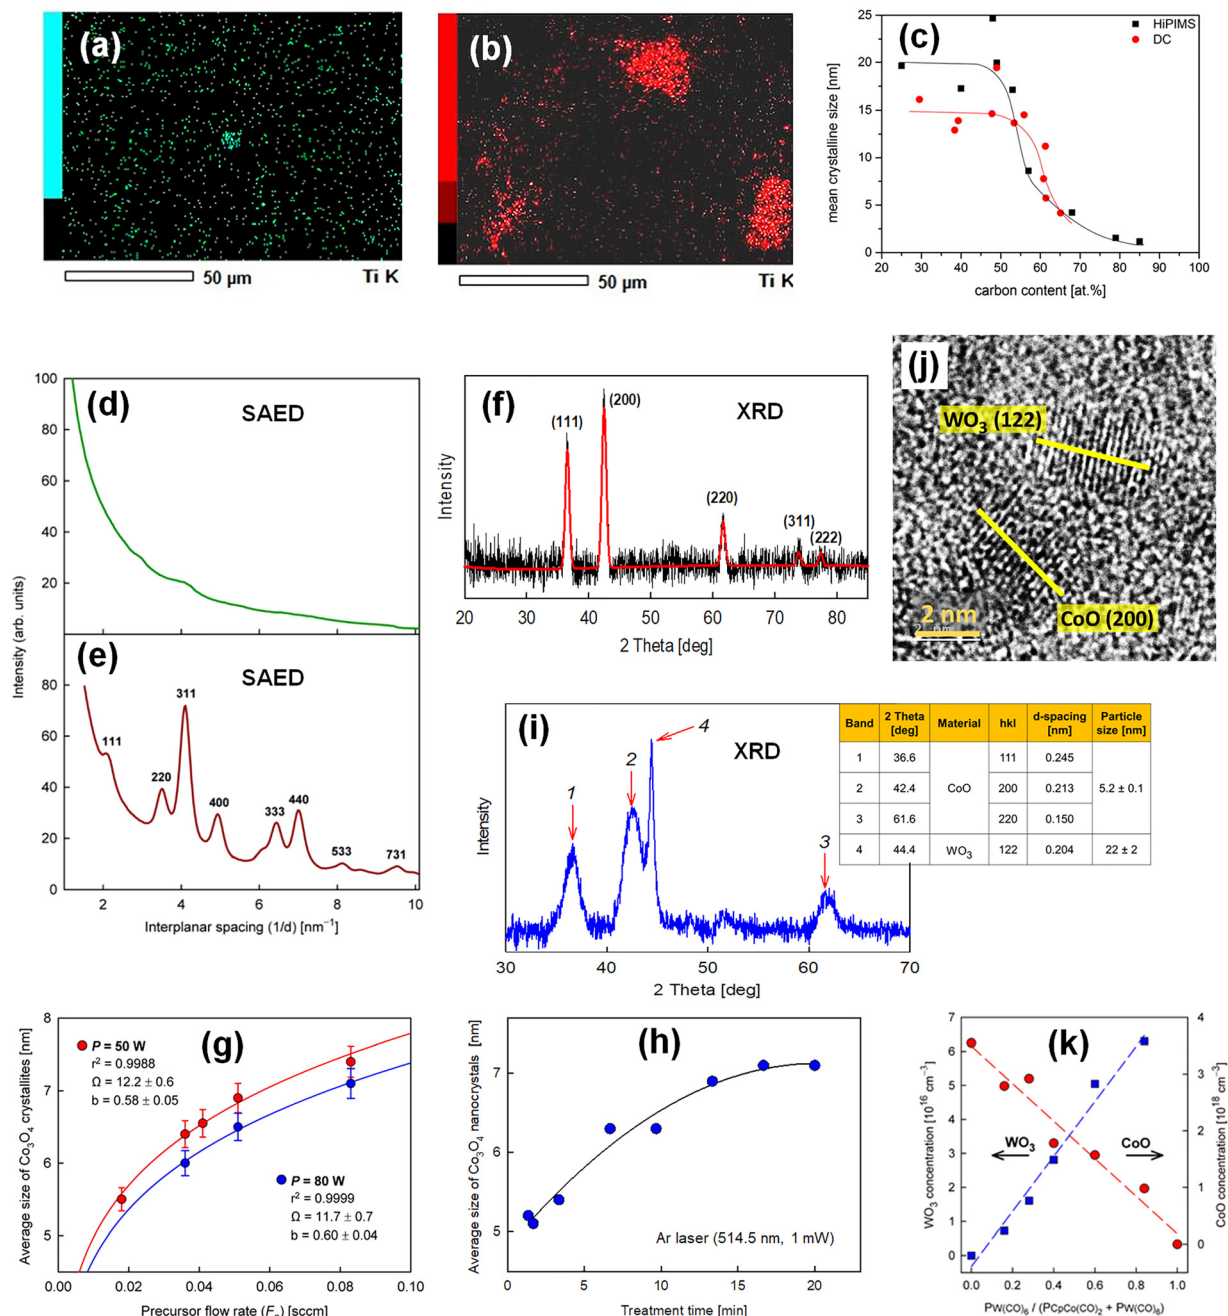 (a)
50 µm
Ti K
(b)
50 µm
Ti K
(c)
HiPIMS
DC
mean crystalline size [nm]
25
20
15
10
5
0
20 30 40 50 60 70 80 90 100
carbon content [at.%]
(d)
SAED
100
80
60
40
20
(e)
SAED
Intensity (arb. units)
80
60
40
20
0
111
220
311
400
333
440
533
731
2 4 6 8 10
Interplanar spacing (1/d) [nm⁻¹]
(f)
XRD
(111)
(200)
(220)
(311)
(222)
Intensity
20 30 40 50 60 70 80
2 Theta [deg]
(j)
WO₃ (122)
CoO (200)
2 nm
(i)
XRD
1
2
4
3
Intensity
30 40 50 60 70
2 Theta [deg]
Band 2 Theta [deg] Material hkl d-spacing [nm] Particle size [nm]
1 36.6 111 0.245
2 42.4 CoO 200 0.213 5.2 ± 0.1
3 61.6 220 0.150
4 44.4 WO₃ 122 0.204 22 ± 2
(g)
P = 50 W
r² = 0.9988
Ω = 12.2 ± 0.6
b = 0.58 ± 0.05
P = 80 W
r² = 0.9999
Ω = 11.7 ± 0.7
b = 0.60 ± 0.04
Average size of Co₃O₄ crystallites [nm]
8
7
6
5
0.00 0.02 0.04 0.06 0.08 0.10
Precursor flow rate (Fₚ) [sccm]
(h)
Average size of Co₃O₄ nanocrystals [nm]
7
6
5
Ar laser (514.5 nm, 1 mW)
0 5 10 15 20
Treatment time [min]
(k)
WO₃ concentration [10¹⁶ cm⁻³]
7
6
5
4
3
2
1
0
WO₃
CoO
4
3
2
1
0
CoO concentration [10¹⁸ cm⁻³]
0.0 0.2 0.4 0.6 0.8 1.0
PW(CO)₆ / (PCpCo(CO)₂ + PW(CO)₆)